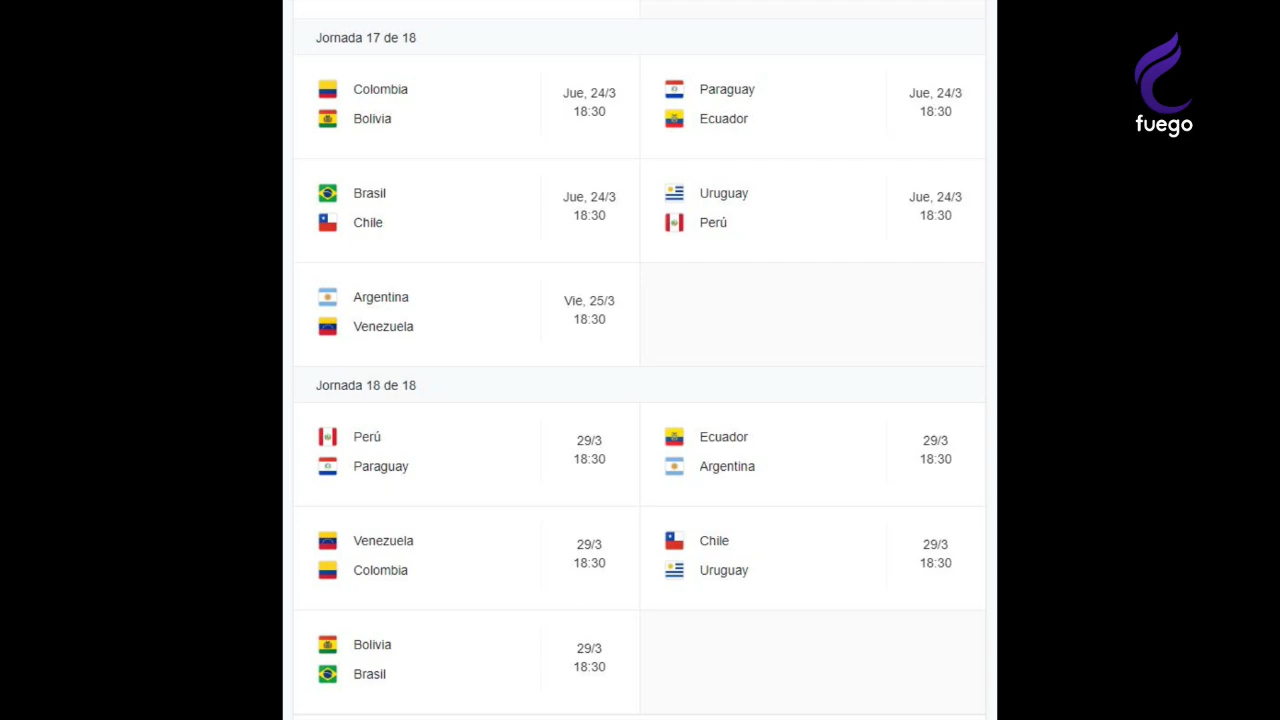 Jornada 17 de 18
Colombia
Bolivia
Jue, 24/3
18:30
Paraguay
Ecuador
Jue, 24/3
18:30
Brasil
Chile
Jue, 24/3
18:30
Uruguay
Perú
Jue, 24/3
18:30
Argentina
Venezuela
Vie, 25/3
18:30
Jornada 18 de 18
Perú
Paraguay
29/3
18:30
Ecuador
Argentina
29/3
18:30
Venezuela
Colombia
29/3
18:30
Chile
Uruguay
29/3
18:30
Bolivia
Brasil
29/3
18:30
fuego